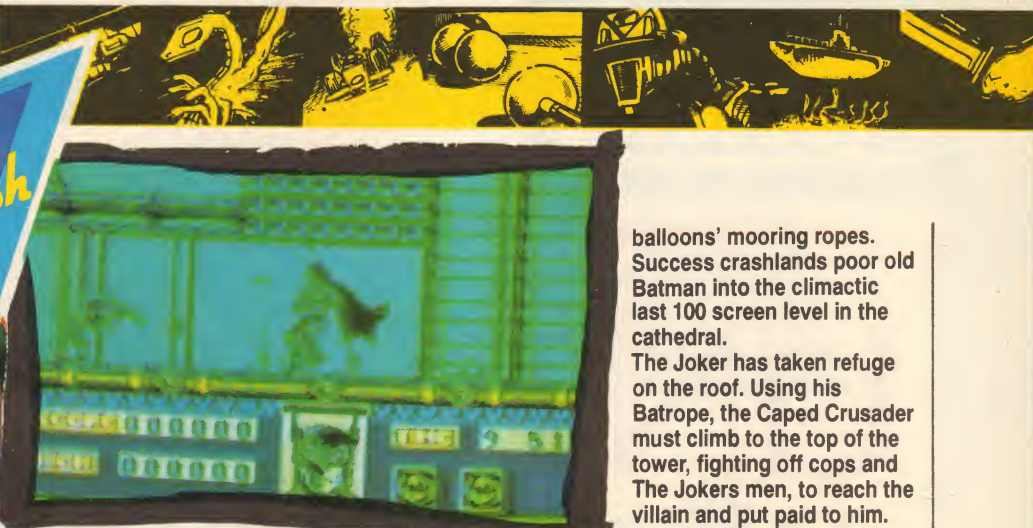 balloons' mooring ropes.
Success crashlands poor old
Batman into the climactic
last 100 screen level in the
cathedral.
The Joker has taken refuge
on the roof. Using his
Batrope, the Caped Crusader
must climb to the top of the
tower, fighting off cops and
The Jokers men, to reach the
villain and put paid to him.
000000
000000